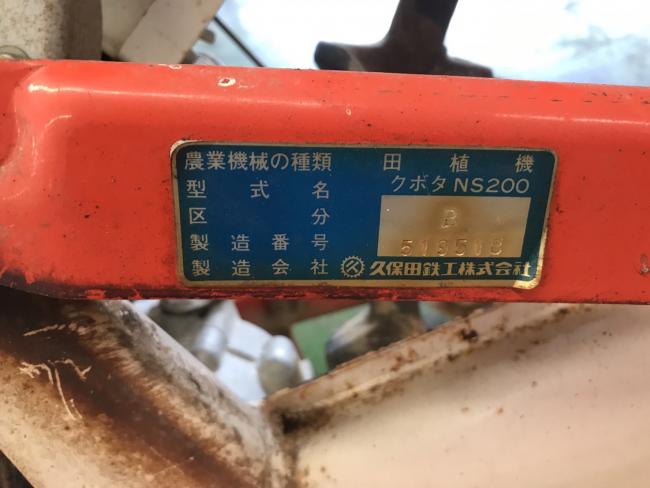 農業機械の種類 田植機
型式名 クボタNS200
区分 B
製造番号 519518
製造会社 久保田鉄工株式会社